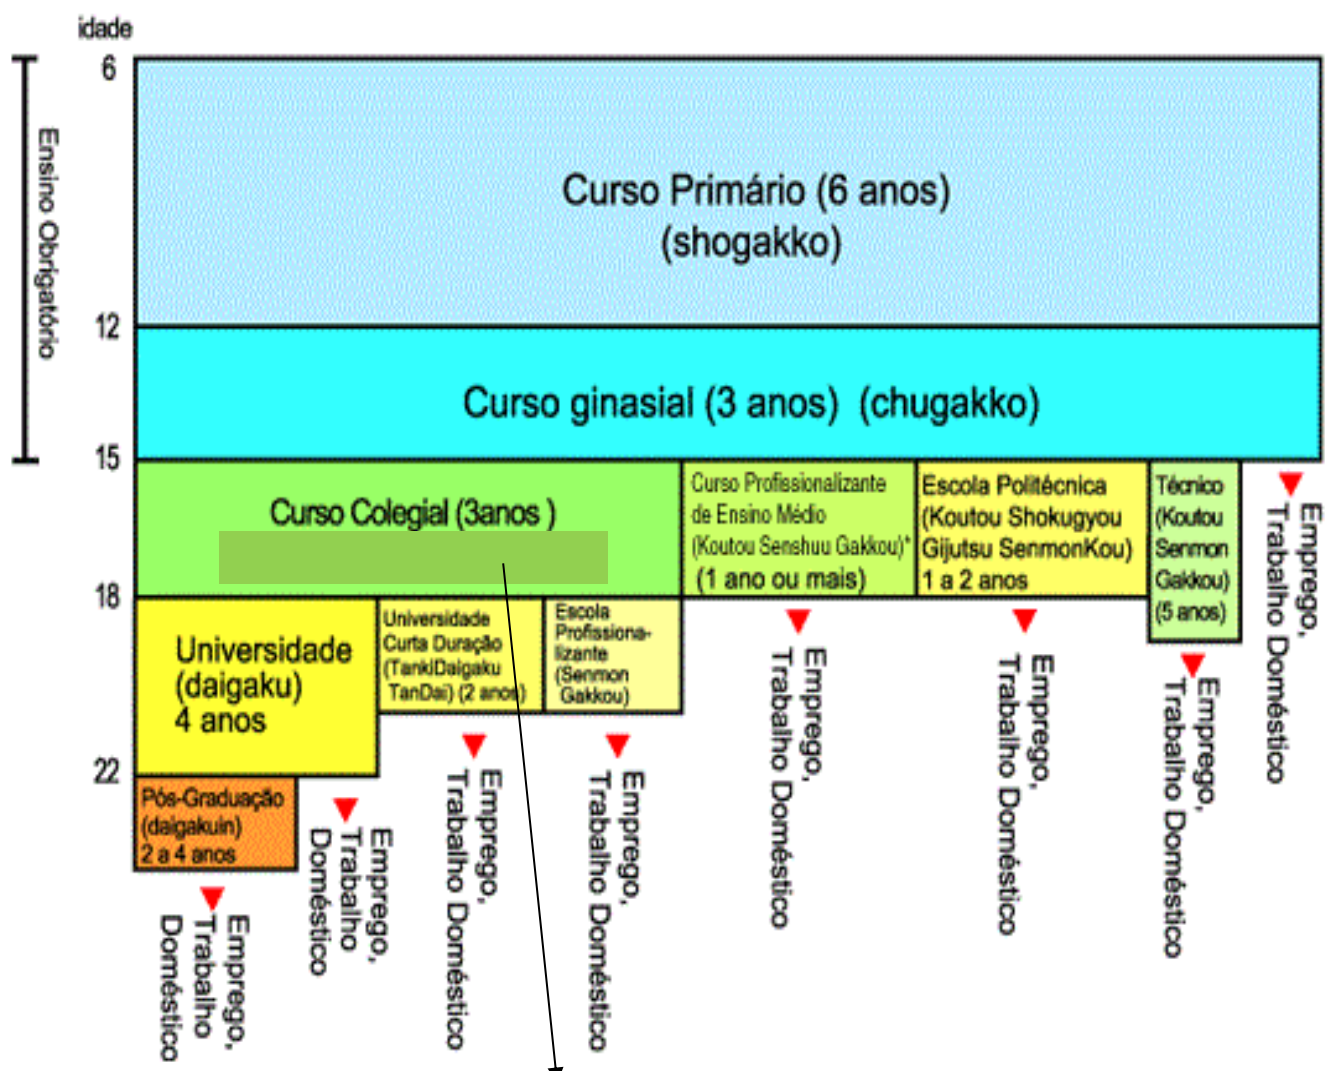 idade
6
Ensino Obrigatório
Curso Primário (6 anos)
(shogakko)
12
Curso ginasial (3 anos) (chugakko)
15
Curso Colegial (3anos )
Curso Profissionalizante
de Ensino Médio
(Koutou Senshuu Gakkou)*
(1 ano ou mais)
Escola Politécnica
(Koutou Shokugyou
Gijutsu SenmonKou)
1 a 2 anos
Técnico
(Koutou
Senmon
Gakkou)
(5 anos)
Emprego,
Trabalho Doméstico
18
Universidade
(daigaku)
4 anos
Universidade
Curta Duração
(TankiDaigaku
TanDai) (2 anos)
Escola
Profissiona-
lizante
(Senmon
Gakkou)
Emprego,
Trabalho Doméstico
Emprego,
Trabalho Doméstico
Emprego,
Trabalho Doméstico
22
Pós-Graduação
(daigakuin)
2 a 4 anos
Emprego,
Trabalho
Doméstico
Emprego,
Trabalho Doméstico
Emprego,
Trabalho Doméstico
Emprego,
Trabalho
Doméstico